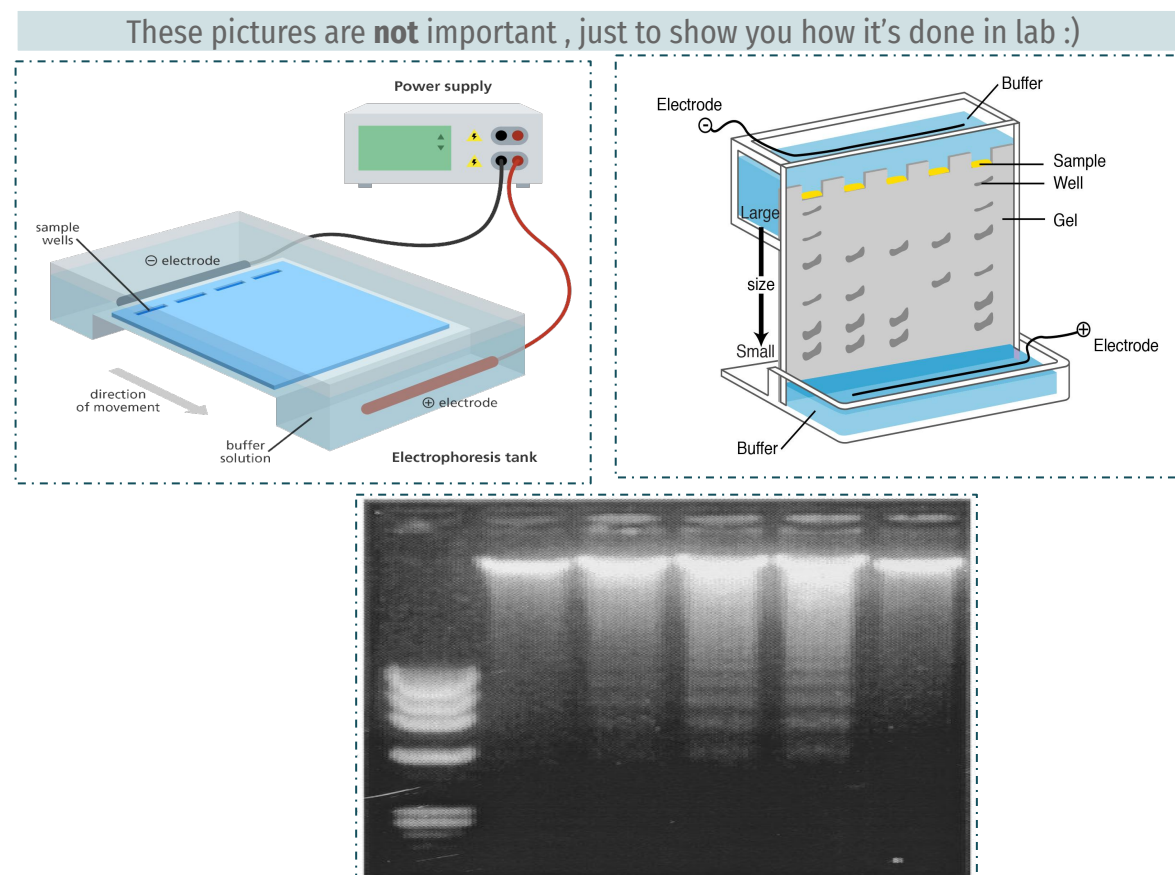 These pictures are not important , just to show you how it's done in lab :)
Power supply
sample
wells
⊖ electrode
direction
of movement
⊕ electrode
buffer
solution
Electrophoresis tank
Electrode
⊖
Buffer
Sample
Well
Gel
Large
size
Small
⊕
Electrode
Buffer